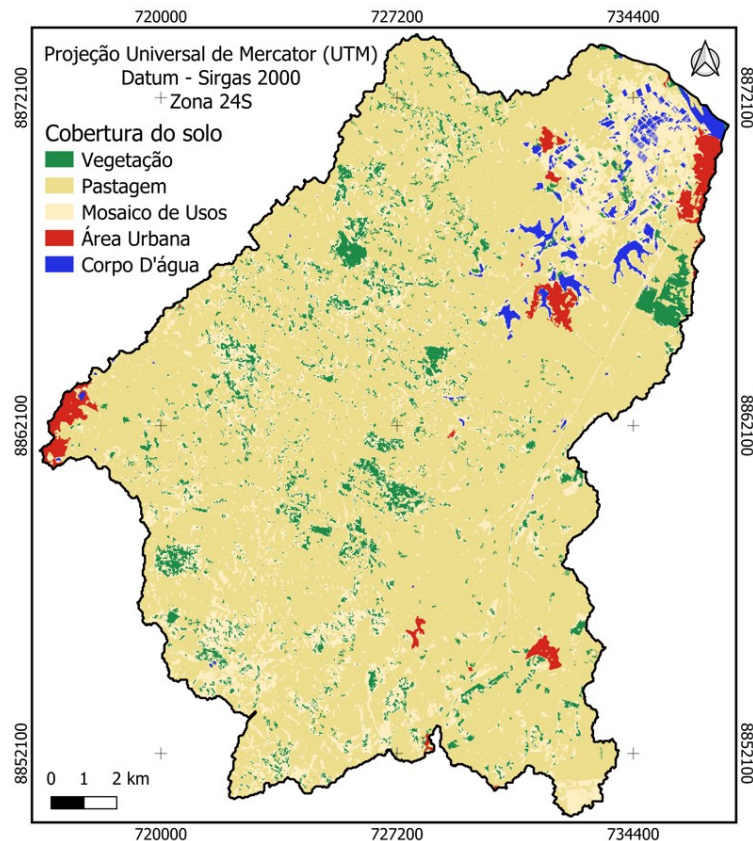 720000 727200 734400
Projeção Universal de Mercator (UTM)
Datum - Sirgas 2000
Zona 24S
8872100 8872100
Cobertura do solo
Vegetação
Pastagem
Mosaico de Usos
Área Urbana
Corpo D'água
8862100 8862100
8852100 8852100
0 1 2 km
720000 727200 734400